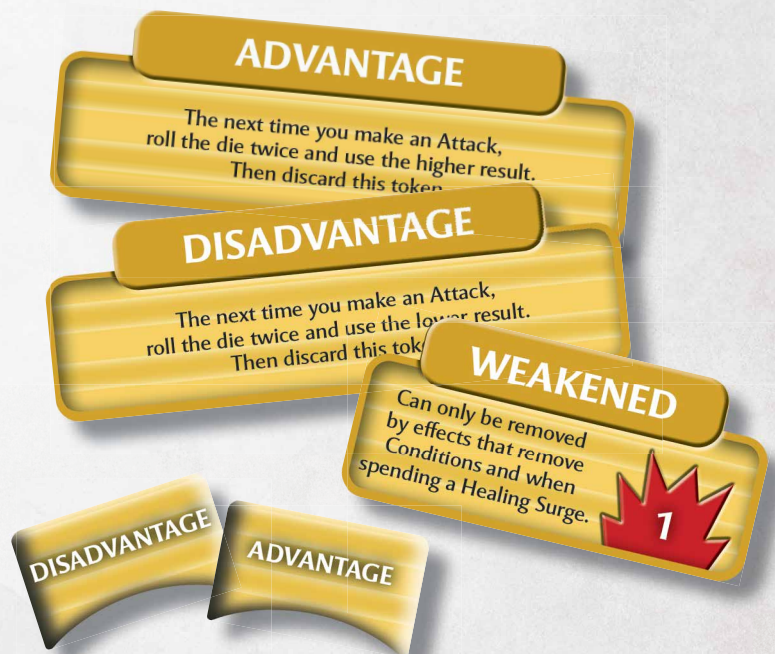 ADVANTAGE
The next time you make an Attack,
roll the die twice and use the higher result.
Then discard this token
DISADVANTAGE
The next time you make an Attack,
roll the die twice and use the lower result.
Then discard this
WEAKENED
Can only be removed
by effects that remove
Conditions and when
spending a Healing Surge.
1
DISADVANTAGE
ADVANTAGE